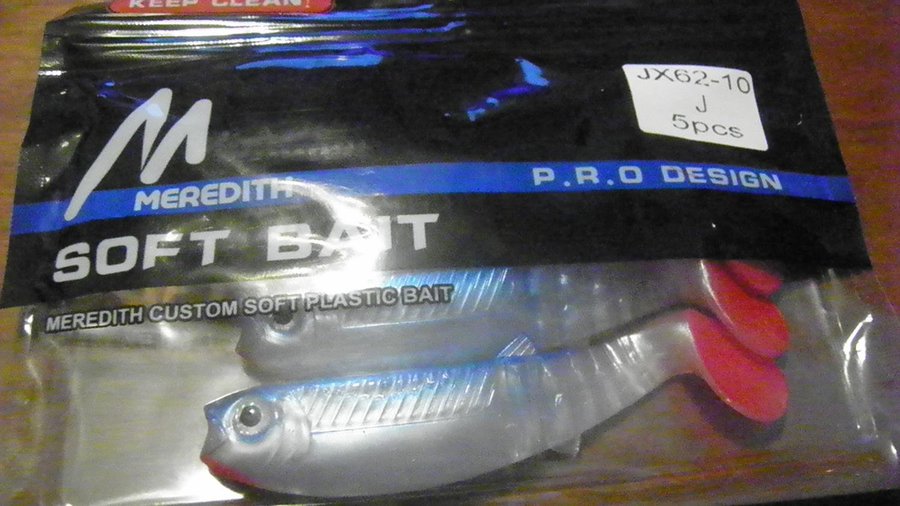 KEEP CLEAN!
JX62-10
J
5pcs
M
MEREDITH
P.R.O DESIGN
SOFT BAIT
MEREDITH CUSTOM SOFT PLASTIC BAIT